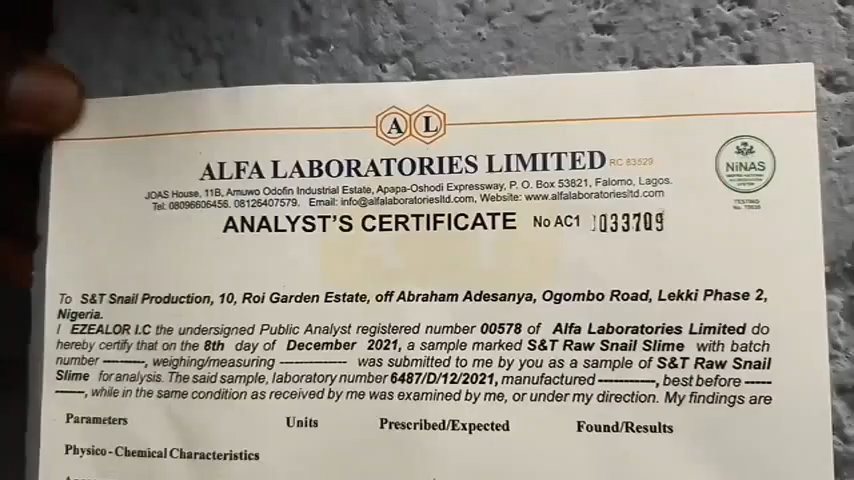 A L
ALFA LABORATORIES LIMITED RC 83529
JOAS House, 11B, Amuwo Odofin Industrial Estate, Apapa-Oshodi Expressway, P. O. Box 53821, Falomo, Lagos.
Tel: 08096606456. 08126407579. Email: info@alfalaboratoriesltd.com, Website: www.alfalaboratoriesltd.com
NiNAS
TESTING
ANALYST'S CERTIFICATE No AC1 033709
To S&T Snail Production, 10, Roi Garden Estate, off Abraham Adesanya, Ogombo Road, Lekki Phase 2,
Nigeria.
I EZEALOR I.C the undersigned Public Analyst registered number 00578 of Alfa Laboratories Limited do
hereby certify that on the 8th day of December 2021, a sample marked S&T Raw Snail Slime with batch
number ---------, weighing/measuring -------------- was submitted to me by you as a sample of S&T Raw Snail
Slime for analysis. The said sample, laboratory number 6487/D/12/2021, manufactured -----------, best before ------
------, while in the same condition as received by me was examined by me, or under my direction. My findings are
Parameters Units Prescribed/Expected Found/Results
Physico-Chemical Characteristics